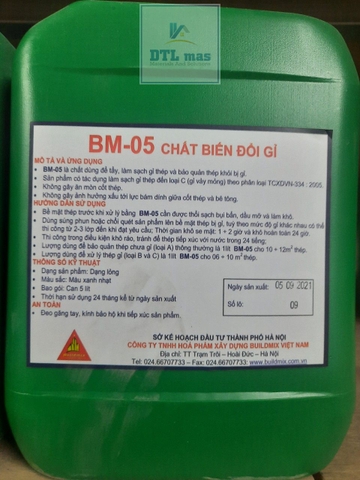 DTL mas
BM-05 CHẤT BIẾN ĐỔI GỈ
MÔ TẢ VÀ ỨNG DỤNG
BM-05 là chất dùng để tẩy, làm sạch gỉ thép và bảo quản thép khỏi bị gỉ.
Sản phẩm có tác dụng làm sạch gỉ thép đến loại C (gỉ vảy mỏng) theo phân loại TCXDVN-334 : 2005.
Không gây ăn mòn cốt thép.
Không gây ảnh hưởng xấu tới lực bám dính giữa cốt thép và bê tông.
HƯỚNG DẪN SỬ DỤNG
Bề mặt thép trước khi xử lý bằng BM-05 cần được thổi sạch bụi bẩn, dầu mỡ và làm khô.
Dùng súng phun hoặc chổi quét sản phẩm lên bề mặt thép bị gỉ, tuỳ theo mức độ gỉ khác nhau có thể
thi công từ 2-3 lớp đến khi đạt yêu cầu; Thời gian khô se mặt: 1 ÷ 2 giờ và khô hoàn toàn 24 giờ.
Thi công trong điều kiện khô ráo, tránh để thép tiếp xúc với nước trong 24 tiếng.
Lượng dùng để bảo quản thép chưa gỉ (loại A) thông thường là 1lít BM-05 cho 10 ÷ 12m² thép.
Lượng dùng để xử lý thép gỉ (loại B và C) là 1lít BM-05 cho 06 ÷ 10 m² thép.
THÔNG SỐ KỸ THUẬT
Dạng sản phẩm: Dạng lỏng
Màu sắc: Màu xanh nhạt
Bao gói: Can 5 lít
Thời hạn sử dụng 24 tháng kể từ ngày sản xuất
AN TOÀN
Đeo găng tay, kính bảo hộ khi tiếp xúc sản phẩm.
Ngày sản xuất: 05 09 2021
Số lô: 09
SỞ KẾ HOẠCH ĐẦU TƯ THÀNH PHỐ HÀ NỘI
CÔNG TY TNHH HOÁ PHẨM XÂY DỰNG BUILDMIX VIỆT NAM
Địa chỉ: TT Trạm Trôi – Hoài Đức – Hà Nội
Tel: 024.66707733 – Fax: 024.66707733 – www.buildmix.com.vn